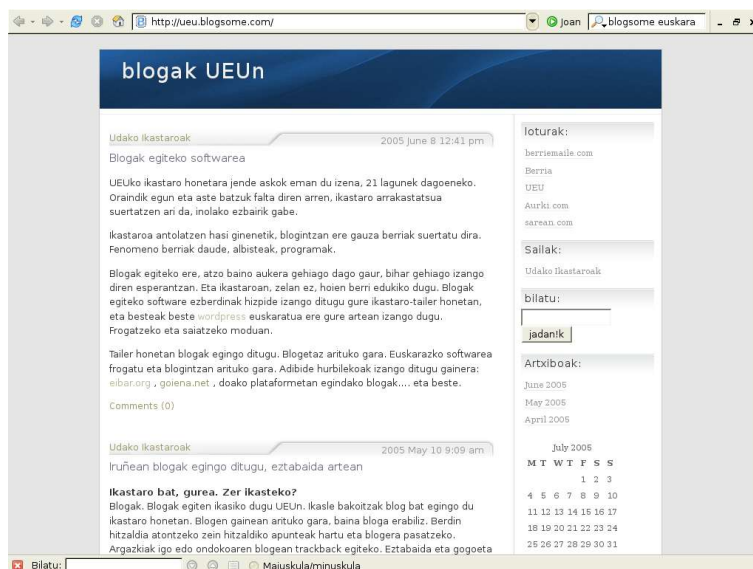 http://ueu.blogsome.com/
Joan
blogsome euskara
blogak UEUn
Udako Ikastaroak
2005 June 8 12:41 pm
Blogak egiteko softwarea
UEUko ikastaro honetara jende askok eman du izena, 21 lagunek dagoeneko.
Oraindik egun eta aste batzuk falta diren arren, ikastaro arrakastatsua
suertatzen ari da, inolako ezbairik gabe.
Ikastaroa antolatzen hasi ginenetik, blogintzan ere gauza berriak suertatu dira.
Fenomeno berriak daude, albisteak, programak.
Blogak egiteko ere, atzo baino aukera gehiago dago gaur, bihar gehiago izango
diren esperantzan. Eta ikastaroan, zelan ez, hoien berri edukiko dugu. Blogak
egiteko software ezberdinak hizpide izango ditugu gure ikastaro-tailer honetan,
eta besteak beste wordpress euskaratua ere gure artean izango dugu.
Frogatzeko eta saiatzeko moduan.
Tailer honetan blogak egingo ditugu. Blogetaz arituko gara. Euskarazko softwarea
frogatu eta blogintzan arituko gara. Adibide hurbilekoak izango ditugu gainera:
eibar.org , goiena.net , doako plataformetan egindako blogak.... eta beste.
Comments (0)
Udako Ikastaroak
2005 May 10 9:09 am
Iruñean blogak egingo ditugu, eztabaida artean
Ikastaro bat, gurea. Zer ikasteko?
Blogak. Blogak egiten ikasiko dugu UEUn. Ikasle bakoitzak blog bat egingo du
ikastaro honetan. Blogen gainean arituko gara, baina bloga erabiliz. Berdin
hitzaldia atontzeko zein hitzaldiko apunteak hartu eta blogera pasatzeko.
Argazkiak igo edo ondokoaren blogean trackback egiteko. Eztabaida eta gogoeta
loturak:
berriemaile.com
Berria
UEU
Aurki.com
sarean.com
Sailak:
Udako Ikastaroak
bilatu:
jadan!k
Artxiboak:
June 2005
May 2005
April 2005
July 2005
M T W T F S S
1 2 3
4 5 6 7 8 9 10
11 12 13 14 15 16 17
18 19 20 21 22 23 24
25 26 27 28 29 30 31
Bilatu:
Majuskula/minuskula